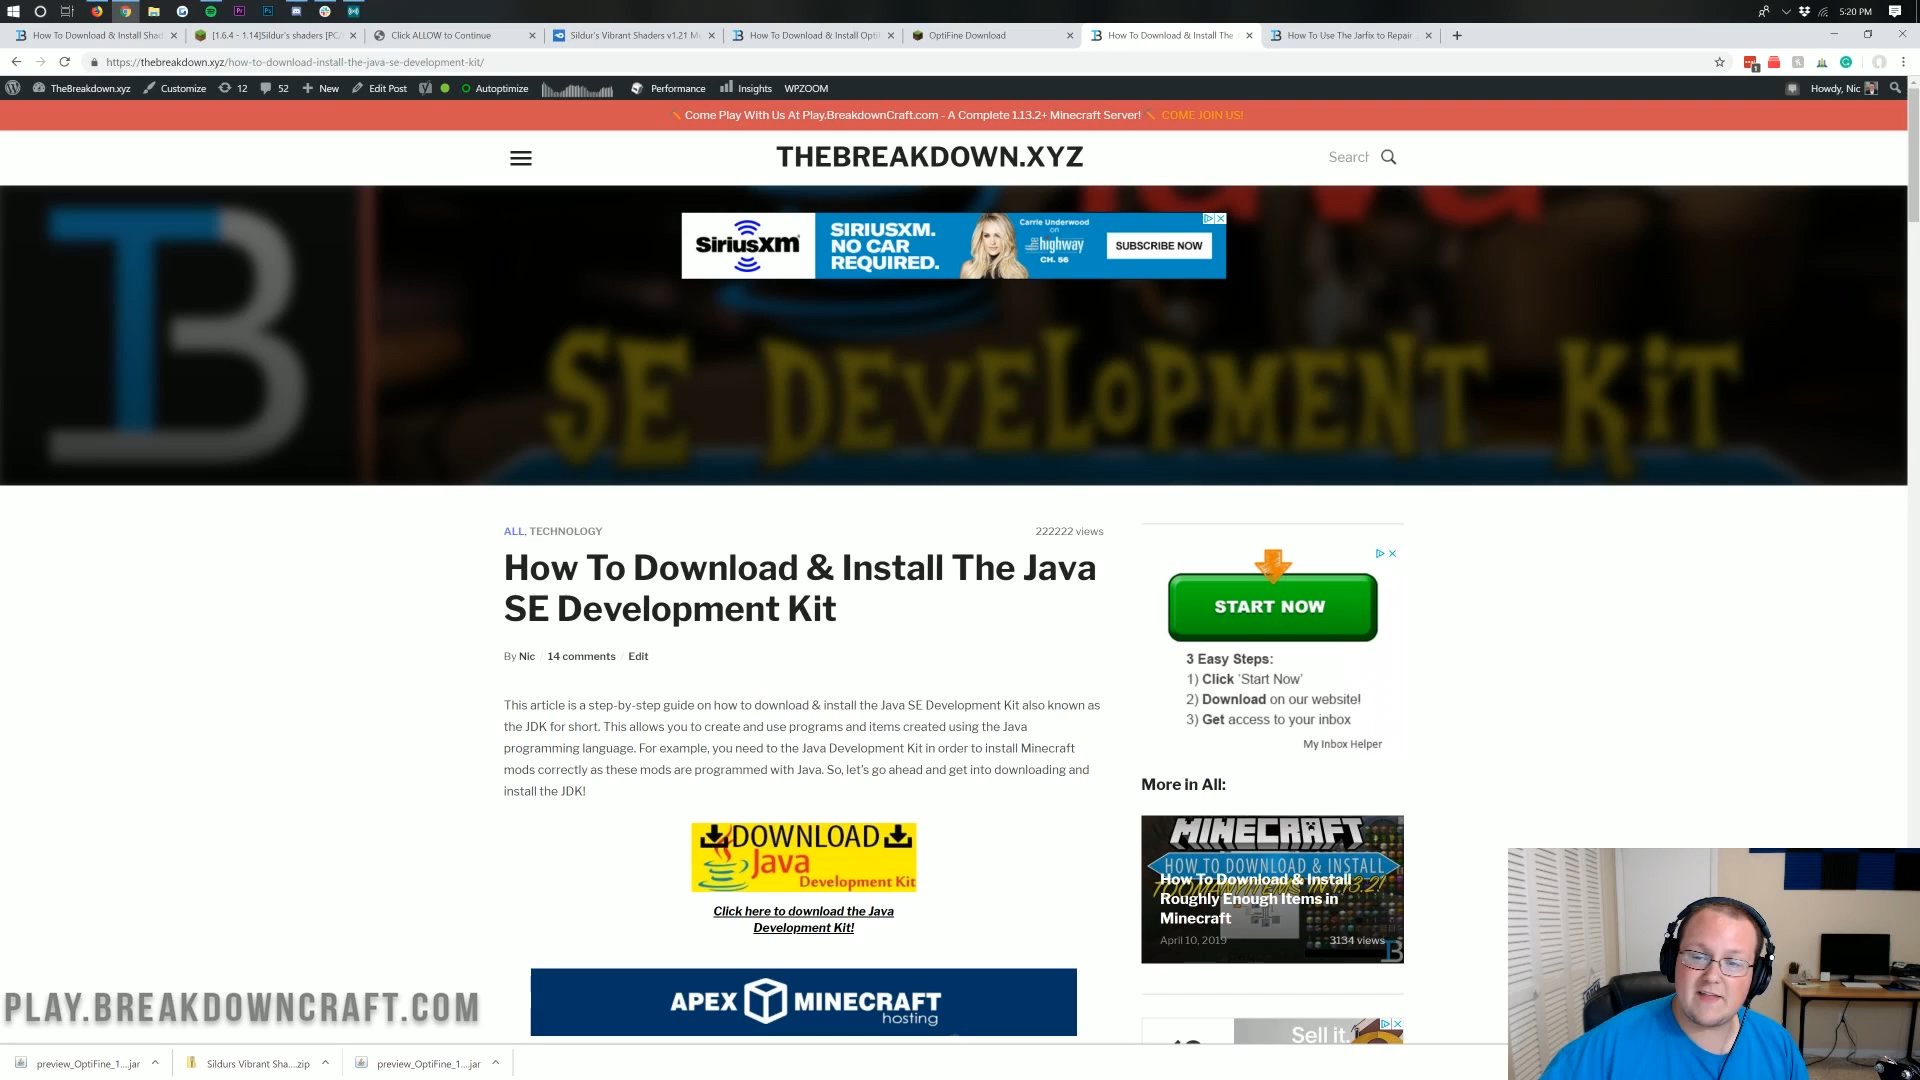 5:20 PM
How To Download & Install Shad
[1.6.4 - 1.14]Sildur's shaders [PC/
Click ALLOW to Continue
Sildur's Vibrant Shaders v1.21 M
How To Download & Install Opti
OptiFine Download
How To Download & Install The
How To Use The Jarfix to Repair
https://thebreakdown.xyz/how-to-download-install-the-java-se-development-kit/
TheBreakdown.xyz Customize 12 52 New Edit Post Autoptimize Performance Insights WPZOOM Howdy, Nic
Come Play With Us At Play.BreakdownCraft.com - A Complete 1.13.2+ Minecraft Server! COME JOIN US!
THEBREAKDOWN.XYZ
Search
SiriusXM
SIRIUSXM.
NO CAR
REQUIRED.
Carrie Underwood
on
the highway
CH. 56
SUBSCRIBE NOW
SE DEVELOPMENT KIT
ALL, TECHNOLOGY
222222 views
How To Download & Install The Java
SE Development Kit
By Nic / 14 comments / Edit
This article is a step-by-step guide on how to download & install the Java SE Development Kit also known as
the JDK for short. This allows you to create and use programs and items created using the Java
programming language. For example, you need to the Java Development Kit in order to install Minecraft
mods correctly as these mods are programmed with Java. So, let's go ahead and get into downloading and
install the JDK!
DOWNLOAD
Java
Development Kit
Click here to download the Java
Development Kit!
APEX MINECRAFT
hosting
START NOW
3 Easy Steps:
1) Click 'Start Now'
2) Download on our website!
3) Get access to your inbox
My Inbox Helper
More in All:
MINECRAFT
HOW TO DOWNLOAD & INSTALL
TOOMANYITEMS IN 1.13.2!
How To Download & Install
Roughly Enough Items in
Minecraft
April 10, 2019
3134 views
Sell it.
PLAY.BREAKDOWNCRAFT.COM
preview_OptiFine_1....jar
Sildurs Vibrant Sha....zip
preview_OptiFine_1....jar